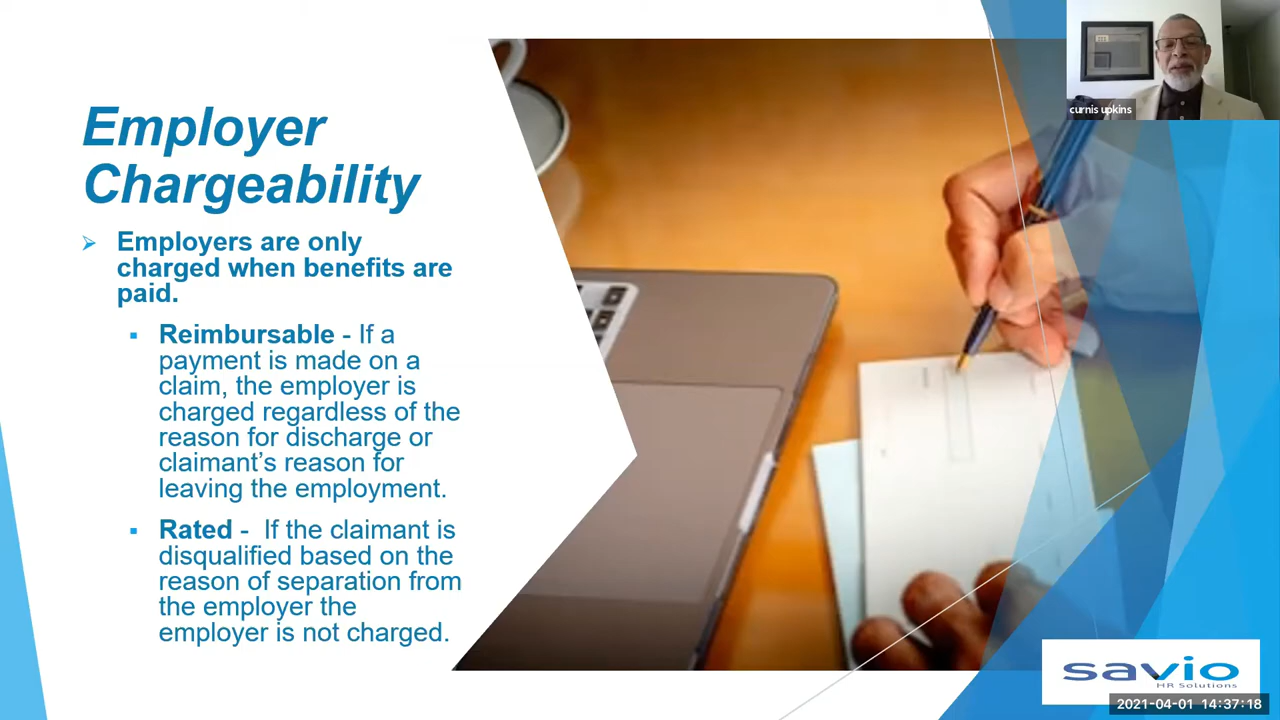 Employer
Chargeability
Employers are only
charged when benefits are
paid.
Reimbursable - If a
payment is made on a
claim, the employer is
charged regardless of the
reason for discharge or
claimant’s reason for
leaving the employment.
Rated -  If the claimant is
disqualified based on the
reason of separation from
the employer the
employer is not charged.
curnis upkins
savio
HR Solutions
2021-04-01 14:37:18